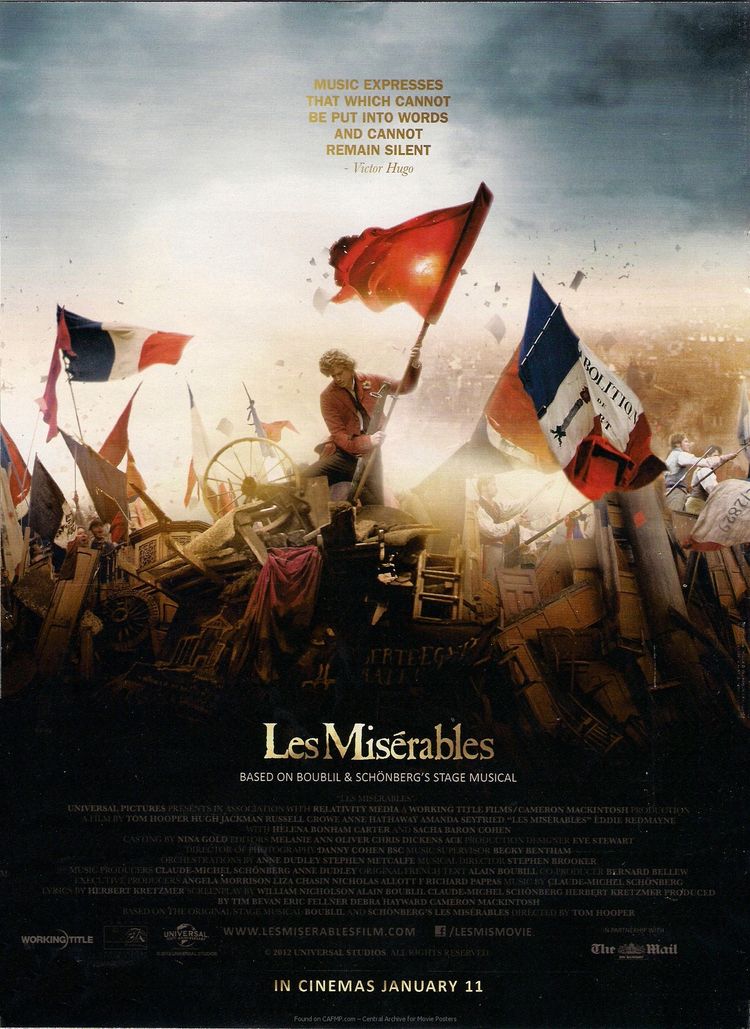 MUSIC EXPRESSES
THAT WHICH CANNOT
BE PUT INTO WORDS
AND CANNOT
REMAIN SILENT
- Victor Hugo
ABOLITION
DE
Les Misérables
BASED ON BOUBLIL & SCHÖNBERG'S STAGE MUSICAL
"LES MISÉRABLES"
UNIVERSAL PICTURES PRESENTS IN ASSOCIATION WITH RELATIVITY MEDIA A WORKING TITLE FILMS/CAMERON MACKINTOSH PRODUCTION
A FILM BY TOM HOOPER HUGH JACKMAN RUSSELL CROWE ANNE HATHAWAY AMANDA SEYFRIED "LES MISÉRABLES" EDDIE REDMAYNE
WITH HELENA BONHAM CARTER AND SACHA BARON COHEN
CASTING BY NINA GOLD EDITORS MELANIE ANN OLIVER CHRIS DICKENS ACE PRODUCTION DESIGNER EVE STEWART
DIRECTOR OF PHOTOGRAPHY DANNY COHEN BSC MUSIC SUPERVISOR BECKY BENTHAM
ORCHESTRATIONS BY ANNE DUDLEY STEPHEN METCALFE MUSICAL DIRECTOR STEPHEN BROOKER
MUSIC PRODUCERS CLAUDE-MICHEL SCHÖNBERG ANNE DUDLEY ORIGINAL FRENCH TEXT ALAIN BOUBLIL CO-PRODUCER BERNARD BELLEW
EXECUTIVE PRODUCERS ANGELA MORRISON LIZA CHASIN NICHOLAS ALLOTT F RICHARD PAPPAS MUSIC BY CLAUDE-MICHEL SCHÖNBERG
LYRICS BY HERBERT KRETZMER SCREENPLAY BY WILLIAM NICHOLSON ALAIN BOUBLIL CLAUDE-MICHEL SCHÖNBERG HERBERT KRETZMER PRODUCED
BY TIM BEVAN ERIC FELLNER DEBRA HAYWARD CAMERON MACKINTOSH
BASED ON THE ORIGINAL STAGE MUSICAL BOUBLIL AND SCHÖNBERG'S LES MISÉRABLES DIRECTED BY TOM HOOPER
WORKING TITLE
UNIVERSAL
WWW.LESMISERABLESFILM.COM
f /LESMISMOVIE
IN PARTNERSHIP WITH
The Mail
© 2012 UNIVERSAL STUDIOS ALL RIGHTS RESERVED
IN CINEMAS JANUARY 11
Found on CAFMP.com – Central Archive for Movie Posters